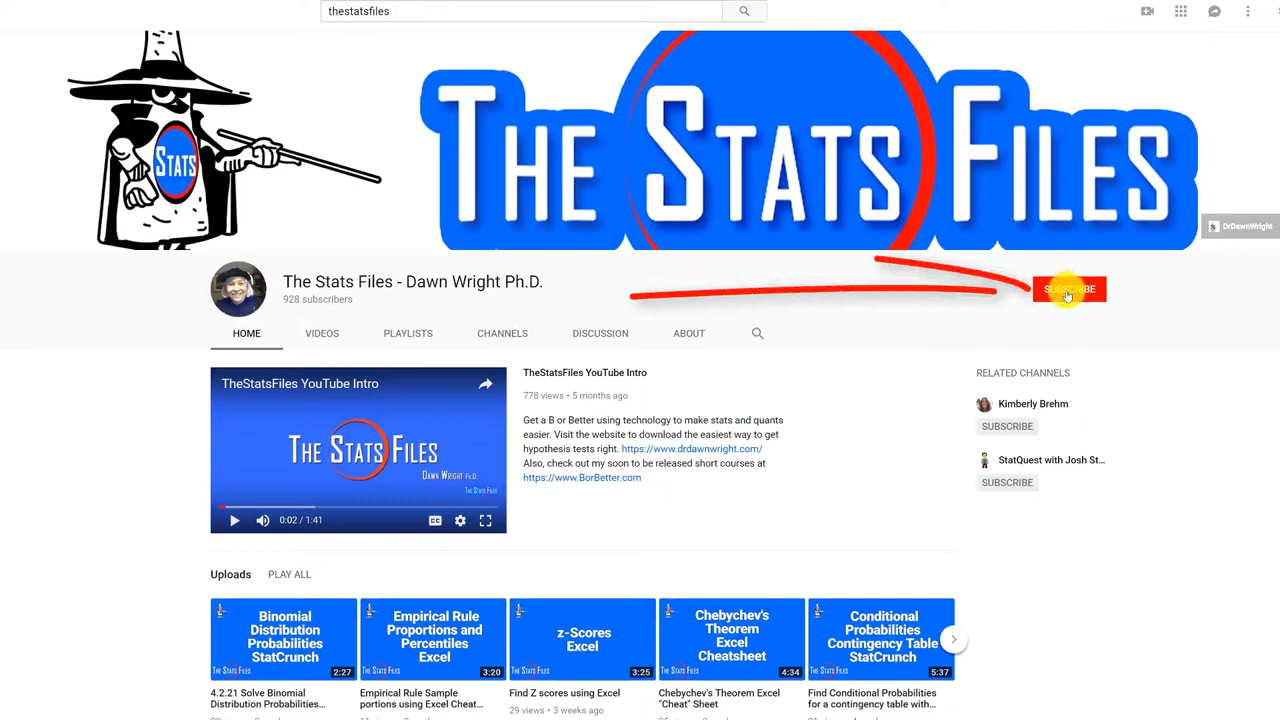 thestatsfiles
STATS
THE STATS FILES
DrDawnWright
The Stats Files - Dawn Wright Ph.D.
928 subscribers
SUBSCRIBE
HOME VIDEOS PLAYLISTS CHANNELS DISCUSSION ABOUT
TheStatsFiles YouTube Intro
THE STATS FILES
DAWN WRIGHT PH.D
THE STATS FILES
0:02 / 1:41
CC
TheStatsFiles YouTube Intro
778 views • 5 months ago
Get a B or Better using technology to make stats and quants
easier. Visit the website to download the easiest way to get
hypothesis tests right. https://www.drdawnwright.com/
Also, check out my soon to be released short courses at
https://www.BorBetter.com
RELATED CHANNELS
Kimberly Brehm
SUBSCRIBE
StatQuest with Josh St...
SUBSCRIBE
Uploads PLAY ALL
Binomial
Distribution
Probabilities
StatCrunch
2:27
4.2.21 Solve Binomial
Distribution Probabilities...
Empirical Rule
Proportions and
Percentiles
Excel
3:20
Empirical Rule Sample
portions using Excel Cheat...
z-Scores
Excel
3:25
Find Z scores using Excel
29 views • 3 weeks ago
Chebychev's
Theorem
Excel
Cheatsheet
4:34
Chebychev's Theorem Excel
"Cheat" Sheet
Conditional
Probabilities
Contingency Table
StatCrunch
5:37
Find Conditional Probabilities
for a contingency table with...